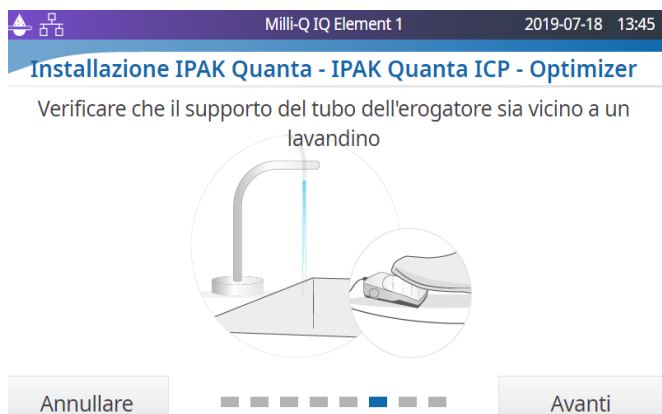 Milli-Q IQ Element 1 2019-07-18 13:45
Installazione IPAK Quanta - IPAK Quanta ICP - Optimizer
Verificare che il supporto del tubo dell'erogatore sia vicino a un
lavandino
Annullare Avanti